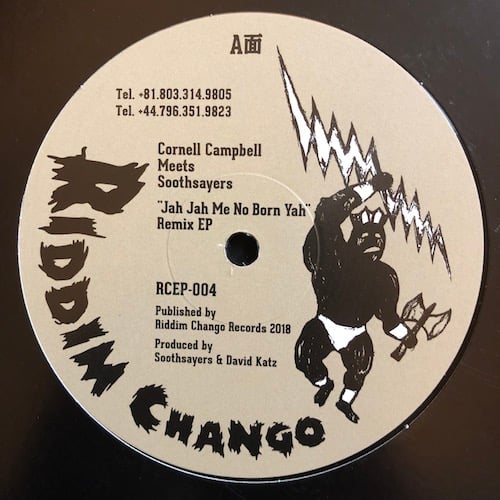 A面
Tel. +81.803.314.9805
Tel. +44.796.351.9823
Cornell Campbell
Meets
Soothsayers
"Jah Jah Me No Born Yah"
Remix EP
RCEP-004
Published by
Riddim Chango Records 2018
Produced by
Soothsayers & David Katz
RIDDIM CHANGO